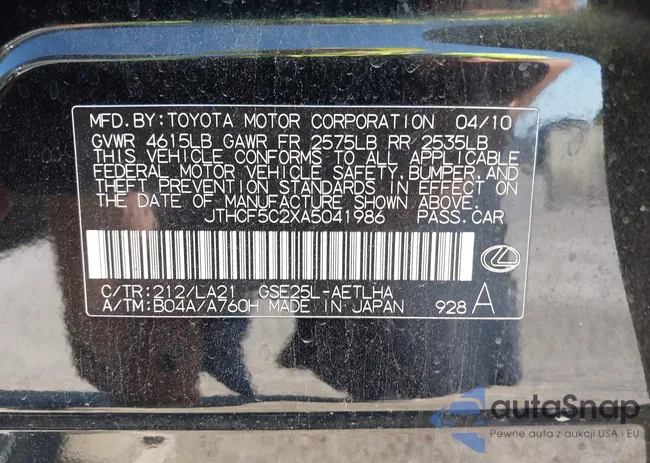 MFD.BY:TOYOTA MOTOR CORPORATION 04/10
GVWR 4615LB GAWR FR 2575LB RR 2535LB
THIS VEHICLE CONFORMS TO ALL APPLICABLE
FEDERAL MOTOR VEHICLE SAFETY,BUMPER,AND
THEFT PREVENTION STANDARDS IN EFFECT ON
THE DATE OF MANUFACTURE SHOWN ABOVE.
JTHCF5C2XA5041986 PASS.CAR
C/TR:212/LA21 GSE25L-AETLHA
A/TM:B04A/A760H MADE IN JAPAN 928 A
autoSnap
Pewne auta z aukcji USA i EU